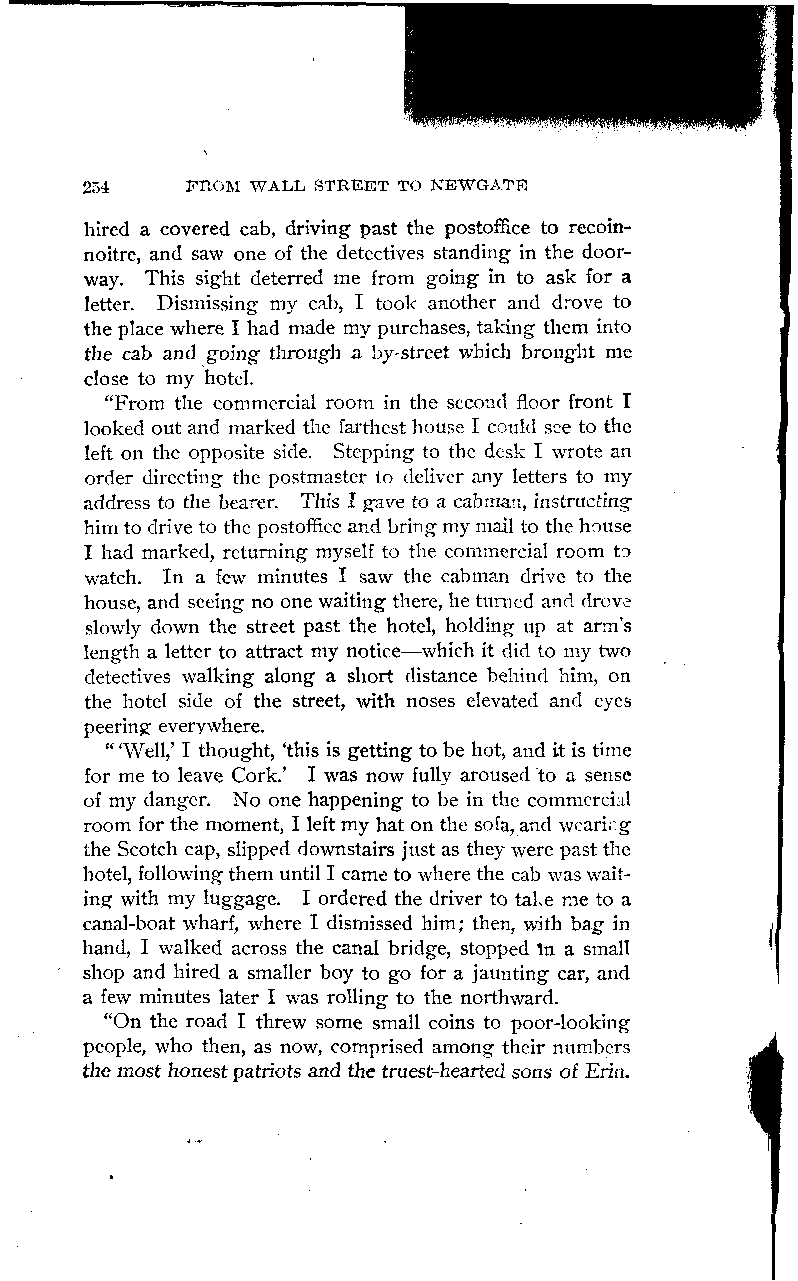 254 FROM WALL STREET TO NEWGATE
hired a covered cab, driving past the postoffice to recoin-
noitre, and saw one of the detectives standing in the door-
way. This sight deterred me from going in to ask for a
letter. Dismissing my cab, I took another and drove to
the place where I had made my purchases, taking them into
the cab and going through a by-street which brought me
close to my hotel.
"From the commercial room in the second floor front I
looked out and marked the farthest house I could see to the
left on the opposite side. Stepping to the desk I wrote an
order directing the postmaster to deliver any letters to my
address to the bearer. This I gave to a cabman, instructing
him to drive to the postoffice and bring my mail to the house
I had marked, returning myself to the commercial room to
watch. In a few minutes I saw the cabman drive to the
house, and seeing no one waiting there, he turned and drove
slowly down the street past the hotel, holding up at arm's
length a letter to attract my notice—which it did to my two
detectives walking along a short distance behind him, on
the hotel side of the street, with noses elevated and eyes
peering everywhere.
"'Well,' I thought, 'this is getting to be hot, and it is time
for me to leave Cork.' I was now fully aroused to a sense
of my danger. No one happening to be in the commercial
room for the moment, I left my hat on the sofa, and wearing
the Scotch cap, slipped downstairs just as they were past the
hotel, following them until I came to where the cab was wait-
ing with my luggage. I ordered the driver to take me to a
canal-boat wharf, where I dismissed him; then, with bag in
hand, I walked across the canal bridge, stopped in a small
shop and hired a smaller boy to go for a jaunting car, and
a few minutes later I was rolling to the northward.
"On the road I threw some small coins to poor-looking
people, who then, as now, comprised among their numbers
the most honest patriots and the truest-hearted sons of Erin.